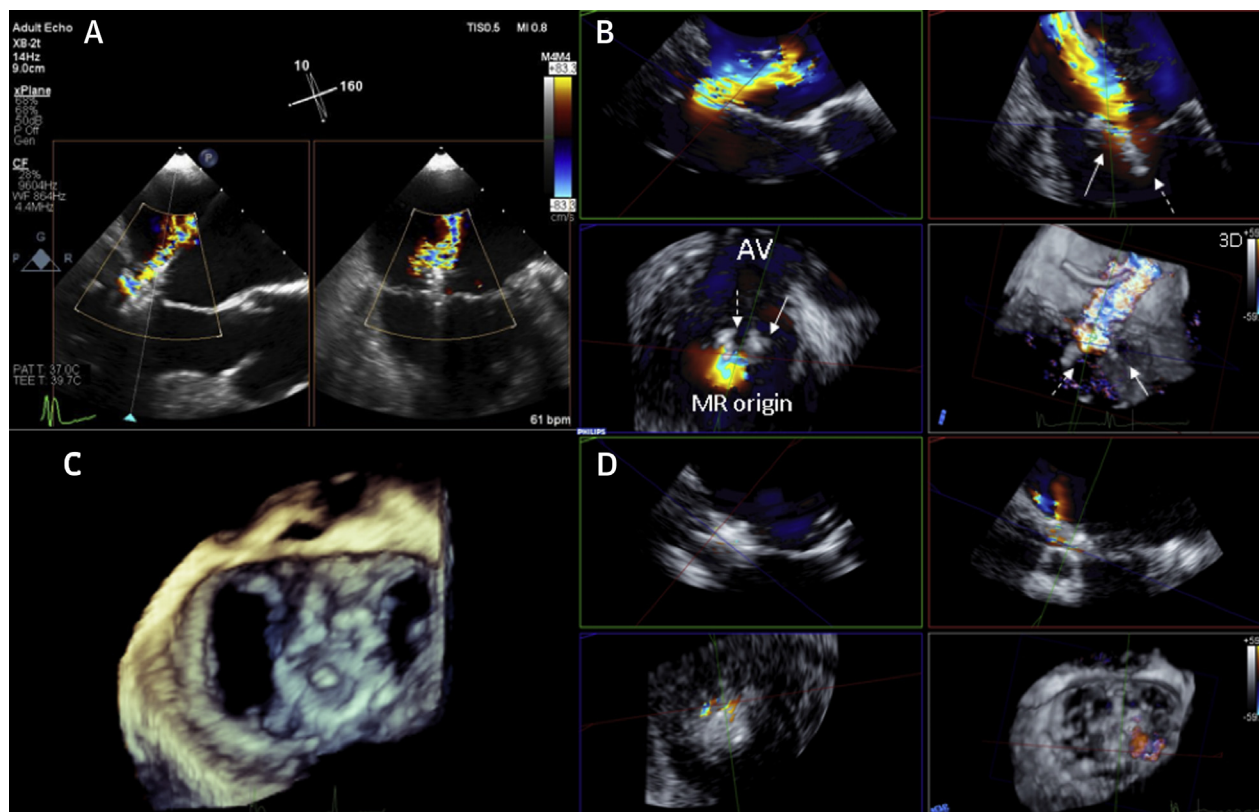 Adult Echo
X8-2t
14Hz
9.0cm
A
TIS0.5 MI 0.8
10
160
M4M4
+83.3
xPlane
68%
68%
50dB
P Off
Gen
CF
28%
9604Hz
WF 864Hz
4.4MHz
P
-83.3
cm/s
G
P R
PAT T: 37.0C
TEE T: 39.7C
61 bpm
B
AV
MR origin
PHILIPS
3D
+59
-59
C
D
+59
-59